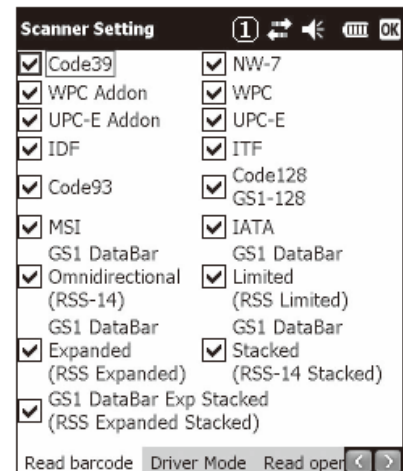 Scanner Setting 1 OK
Code39 NW-7
WPC Addon WPC
UPC-E Addon UPC-E
IDF ITF
Code93 Code128
GS1-128
MSI IATA
GS1 DataBar GS1 DataBar
Omnidirectional Limited
(RSS-14) (RSS Limited)
GS1 DataBar GS1 DataBar
Expanded Stacked
(RSS Expanded) (RSS-14 Stacked)
GS1 DataBar Exp Stacked
(RSS Expanded Stacked)
Read barcode Driver Mode Read oper